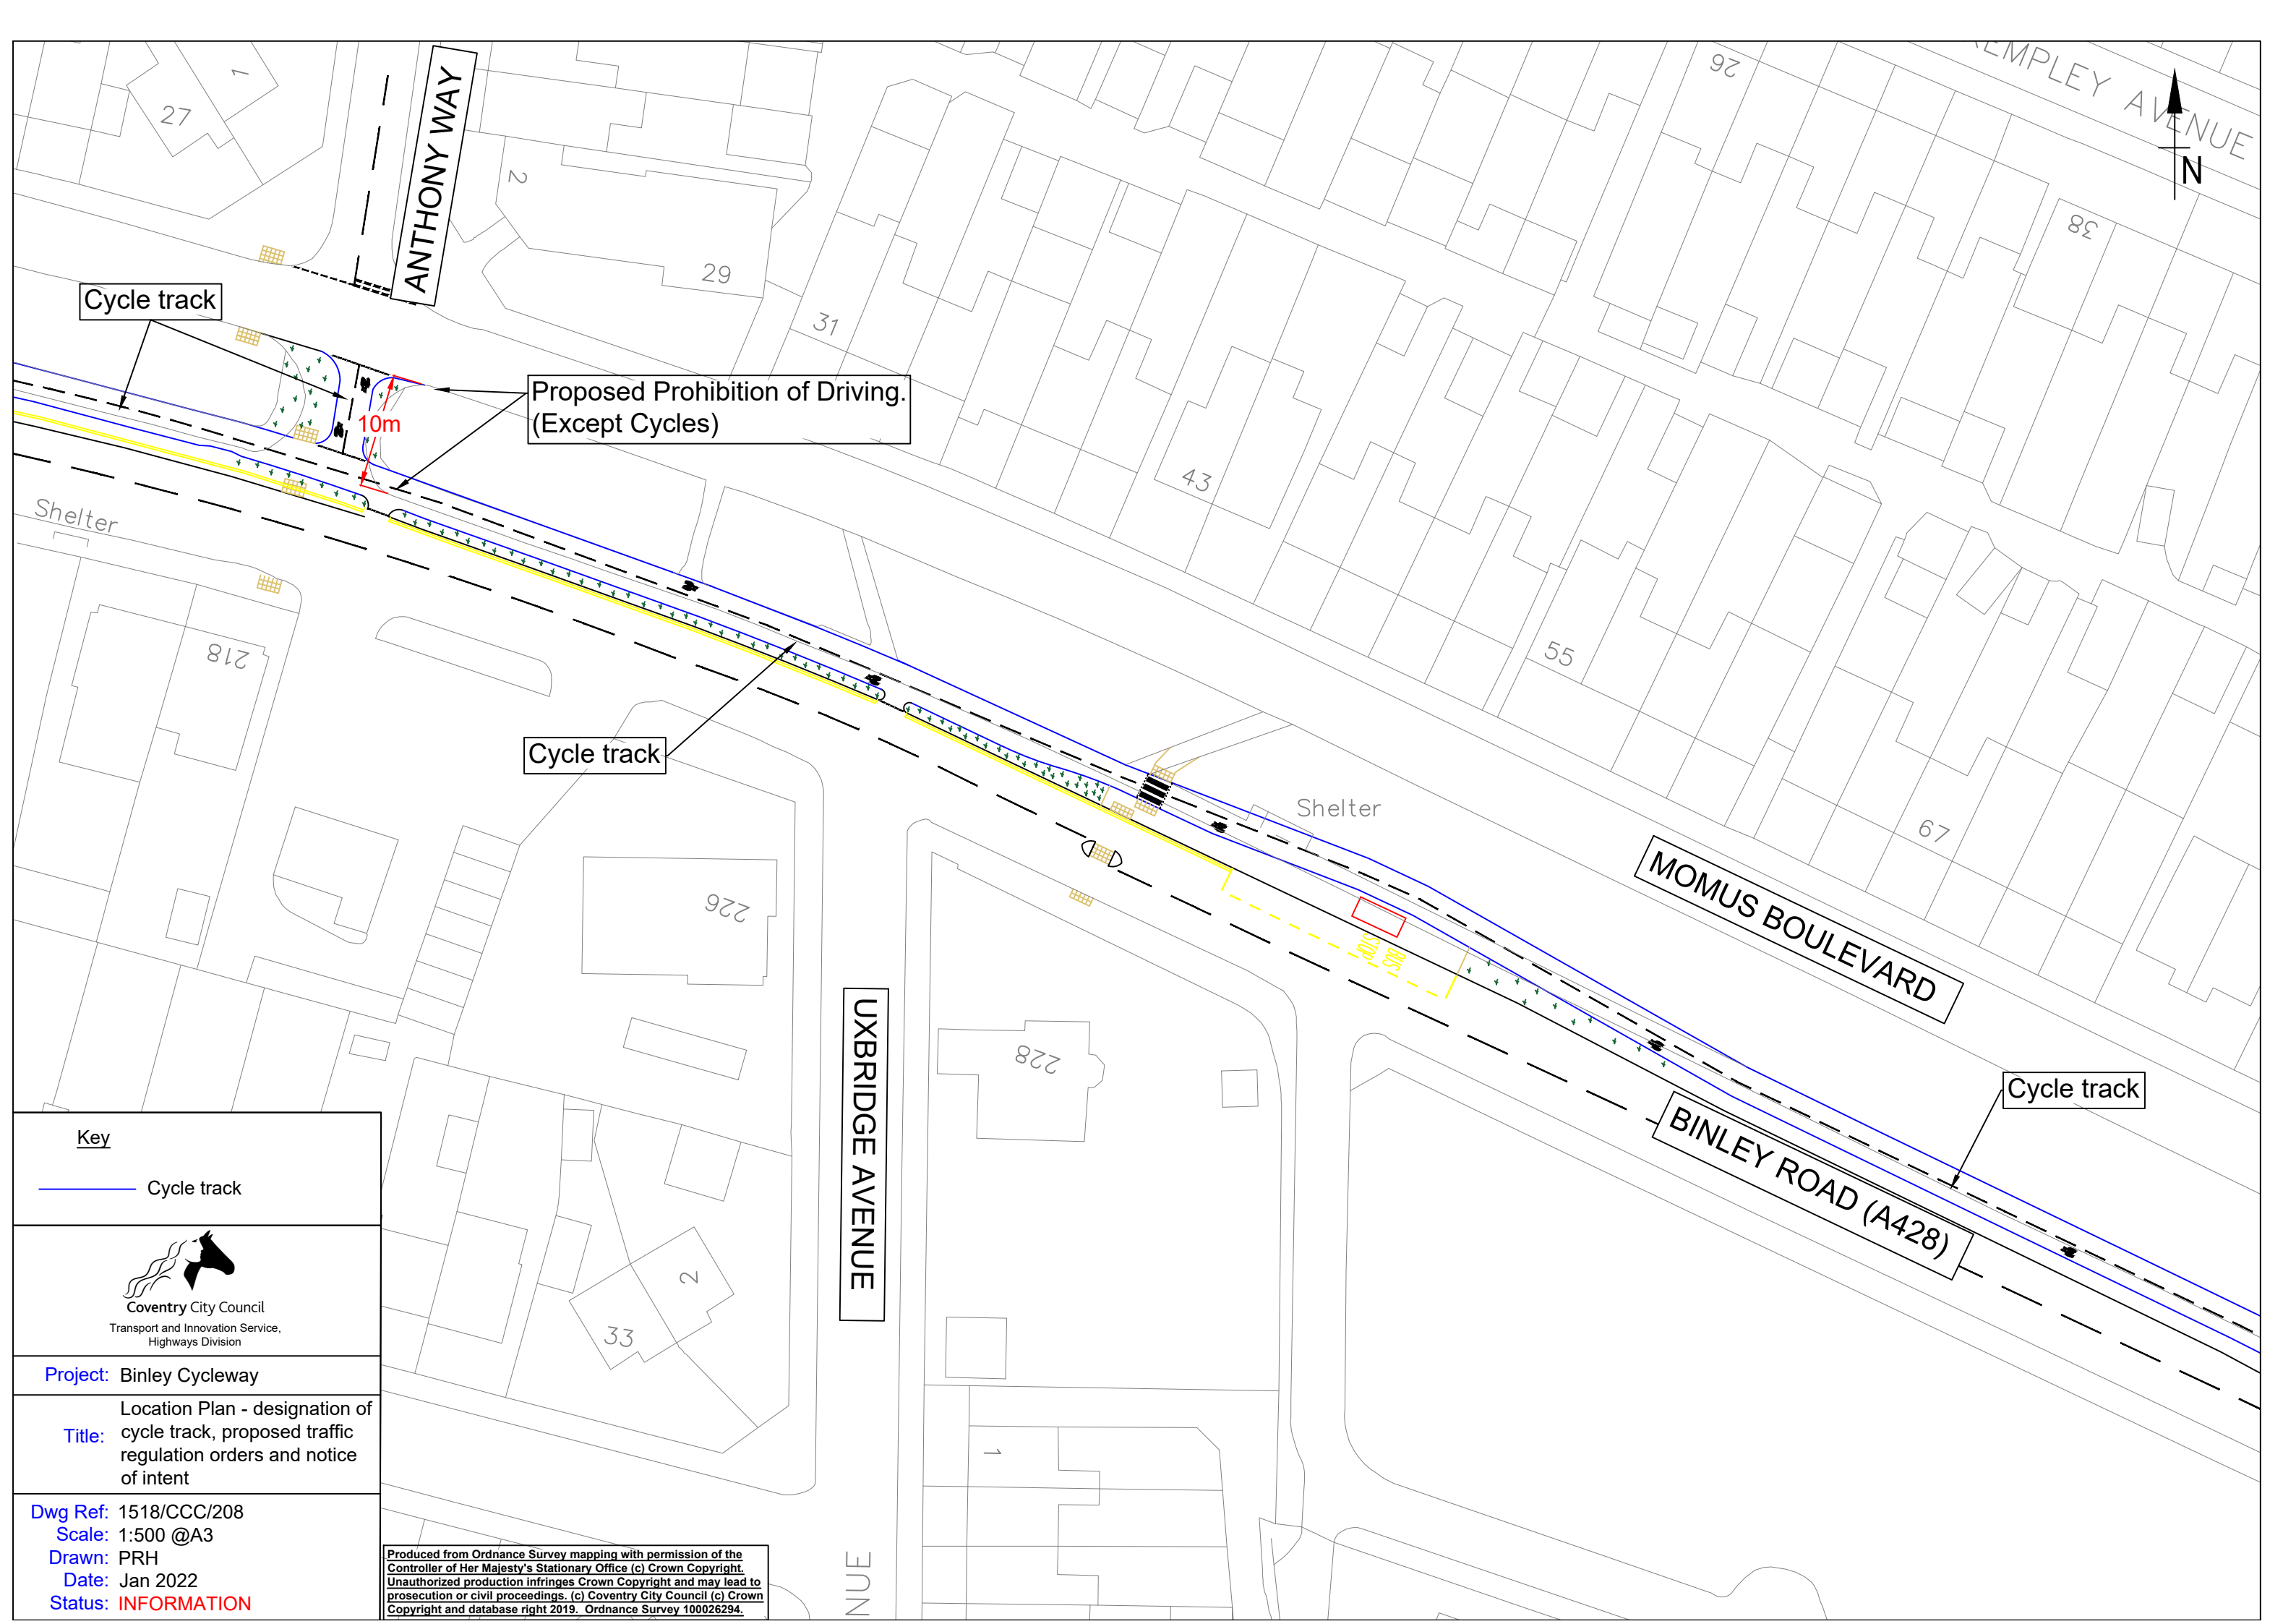 ANTHONY WAY
1
27
2
29
31
26
EMPLEY AVENUE
N
38
Cycle track
Proposed Prohibition of Driving.
(Except Cycles)
10m
43
Shelter
218
55
Cycle track
Shelter
67
MOMUS BOULEVARD
226
BUS
STOP
UXBRIDGE AVENUE
228
Cycle track
BINLEY ROAD (A428)
2
33
1
NUE
Key
Cycle track
Coventry City Council
Transport and Innovation Service,
Highways Division
Project: Binley Cycleway
Title: Location Plan - designation of
cycle track, proposed traffic
regulation orders and notice
of intent
Dwg Ref: 1518/CCC/208
Scale: 1:500 @A3
Drawn: PRH
Date: Jan 2022
Status: INFORMATION
Produced from Ordnance Survey mapping with permission of the
Controller of Her Majesty's Stationary Office (c) Crown Copyright.
Unauthorized production infringes Crown Copyright and may lead to
prosecution or civil proceedings. (c) Coventry City Council (c) Crown
Copyright and database right 2019. Ordnance Survey 100026294.